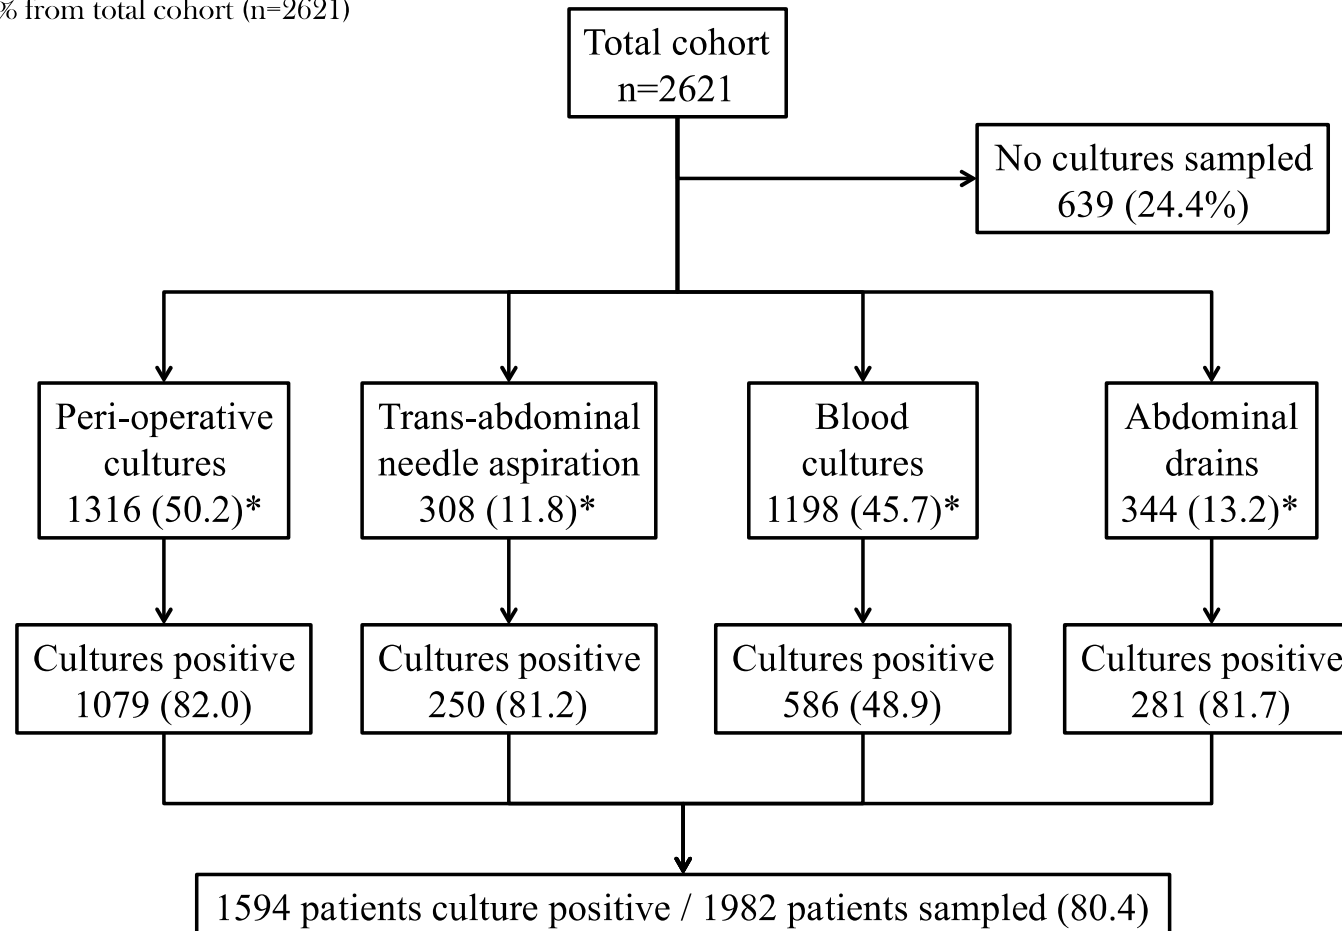 % from total cohort (n=2621)
Total cohort
n=2621
No cultures sampled
639 (24.4%)
Peri-operative
cultures
1316 (50.2)*
Trans-abdominal
needle aspiration
308 (11.8)*
Blood
cultures
1198 (45.7)*
Abdominal
drains
344 (13.2)*
Cultures positive
1079 (82.0)
Cultures positive
250 (81.2)
Cultures positive
586 (48.9)
Cultures positive
281 (81.7)
1594 patients culture positive / 1982 patients sampled (80.4)